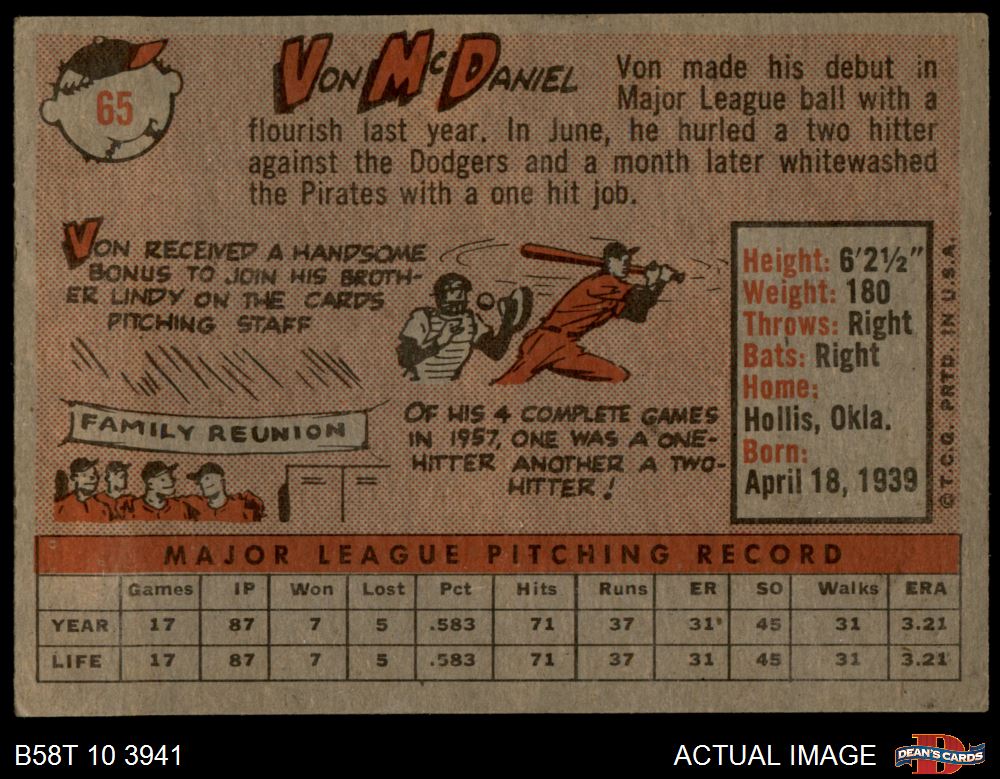 65
VON McDANIEL
Von made his debut in
Major League ball with a
flourish last year. In June, he hurled a two hitter
against the Dodgers and a month later whitewashed
the Pirates with a one hit job.
VON RECEIVED A HANDSOME
BONUS TO JOIN HIS BROTH-
ER LINDY ON THE CARDS
PITCHING STAFF
FAMILY REUNION
OF HIS 4 COMPLETE GAMES
IN 1957, ONE WAS A ONE-
HITTER ANOTHER A TWO-
HITTER!
Height: 6'2½"
Weight: 180
Throws: Right
Bats: Right
Home:
Hollis, Okla.
Born:
April 18, 1939
© T.C.G. PRTD. IN U.S.A.
MAJOR LEAGUE PITCHING RECORD
Games IP Won Lost Pct Hits Runs ER SO Walks ERA
YEAR 17 87 7 5 .583 71 37 31 45 31 3.21
LIFE 17 87 7 5 .583 71 37 31 45 31 3.21
B58T 10 3941
ACTUAL IMAGE
D
DEAN'S CARDS